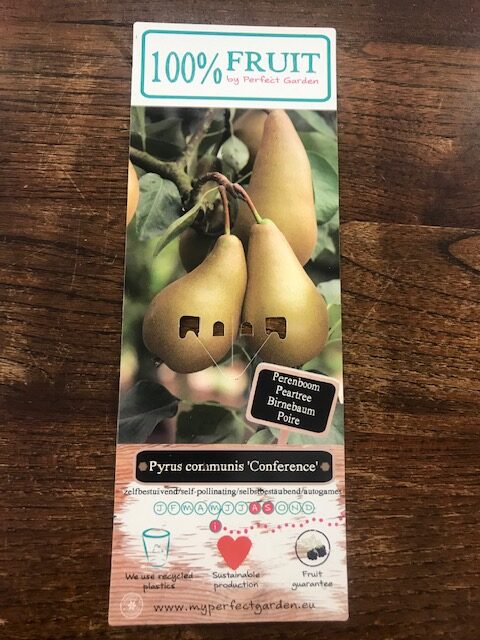 100% FRUIT
by Perfect Garden
Perenboom
Peartree
Birnebaum
Poire
Pyrus communis 'Conference'
zelfbestuivend/self-pollinating/selbstbestäubend/autogames
J F M A M J J A S O N D
We use recycled plastics
Sustainable production
Fruit guarantee
www.myperfectgarden.eu